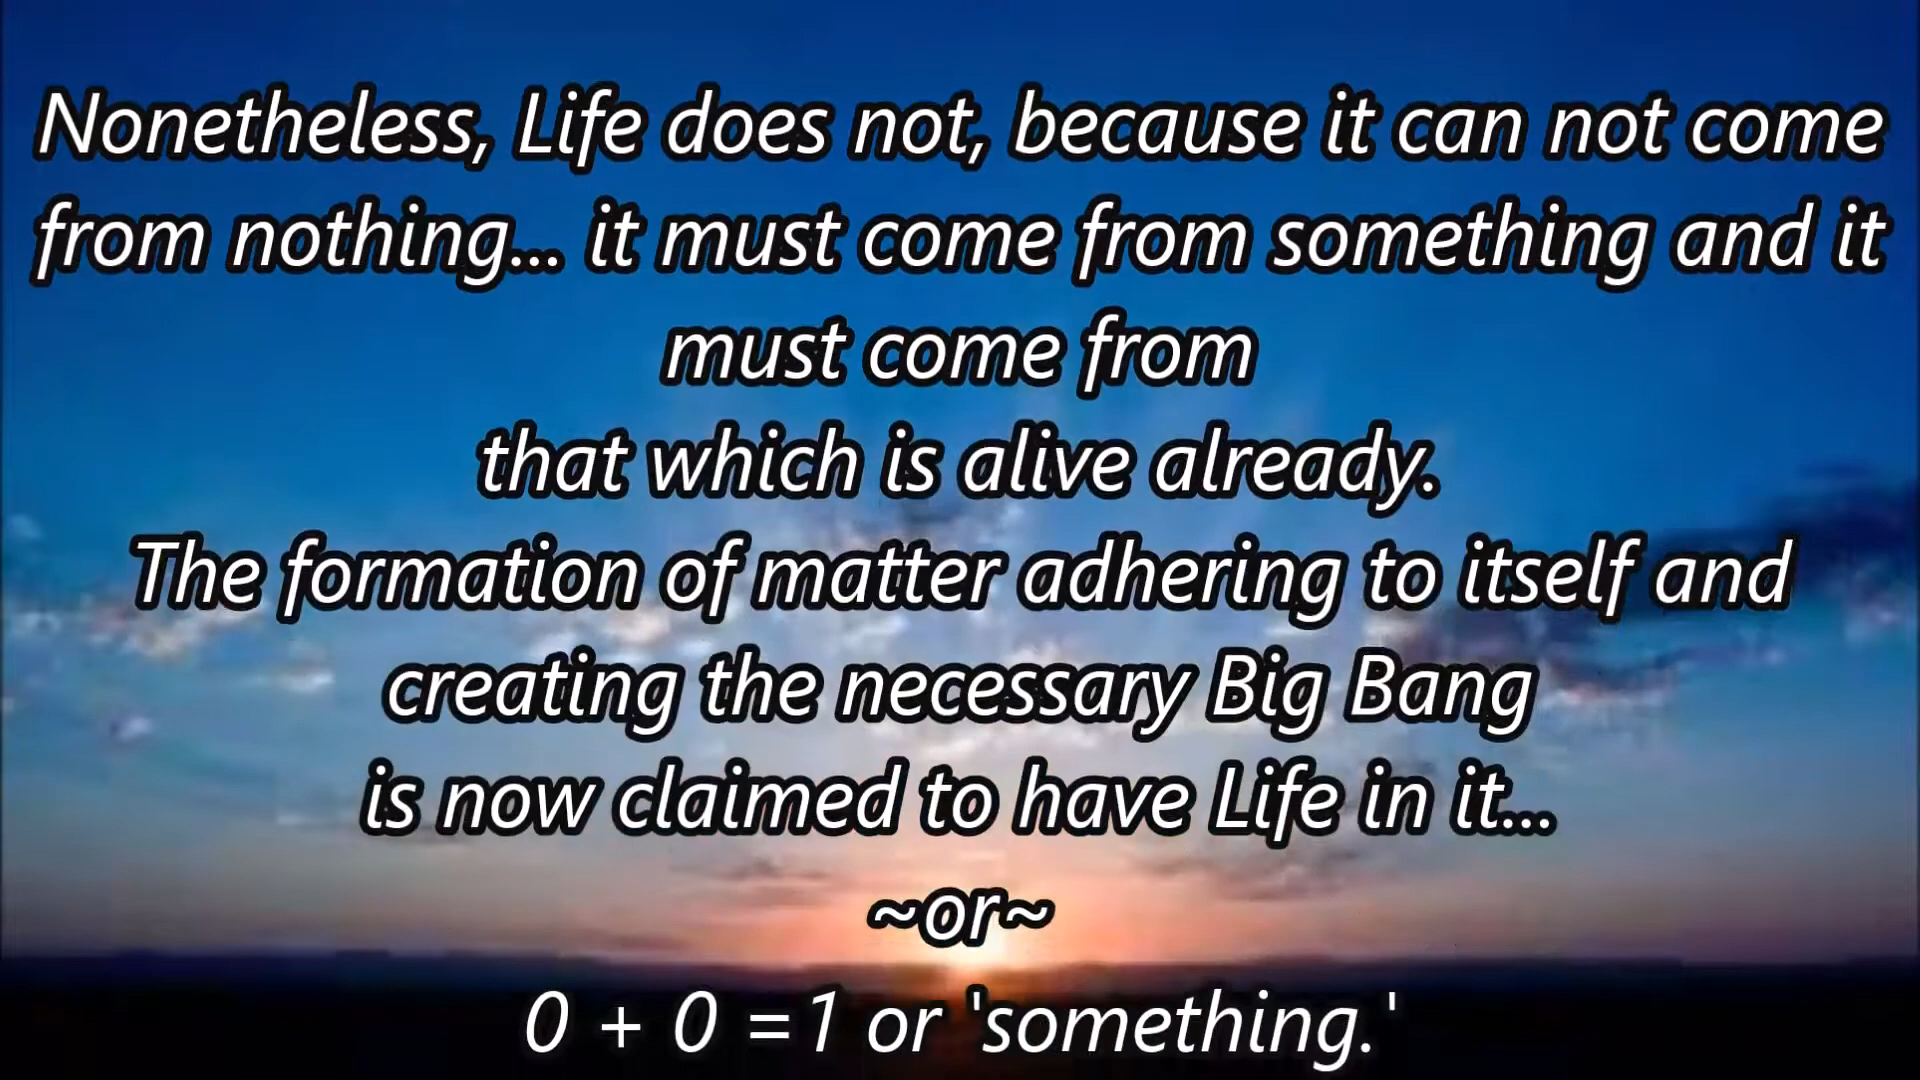 Nonetheless, Life does not, because it can not come
from nothing... it must come from something and it
must come from
that which is alive already.
The formation of matter adhering to itself and
creating the necessary Big Bang
is now claimed to have Life in it...
~or~
0 + 0 =1 or 'something.'